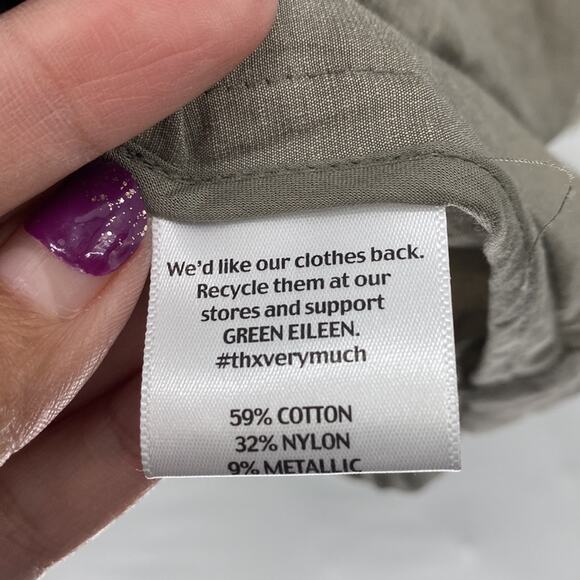 We'd like our clothes back.
Recycle them at our
stores and support
GREEN EILEEN.
#thxverymuch
59% COTTON
32% NYLON
9% METALLIC